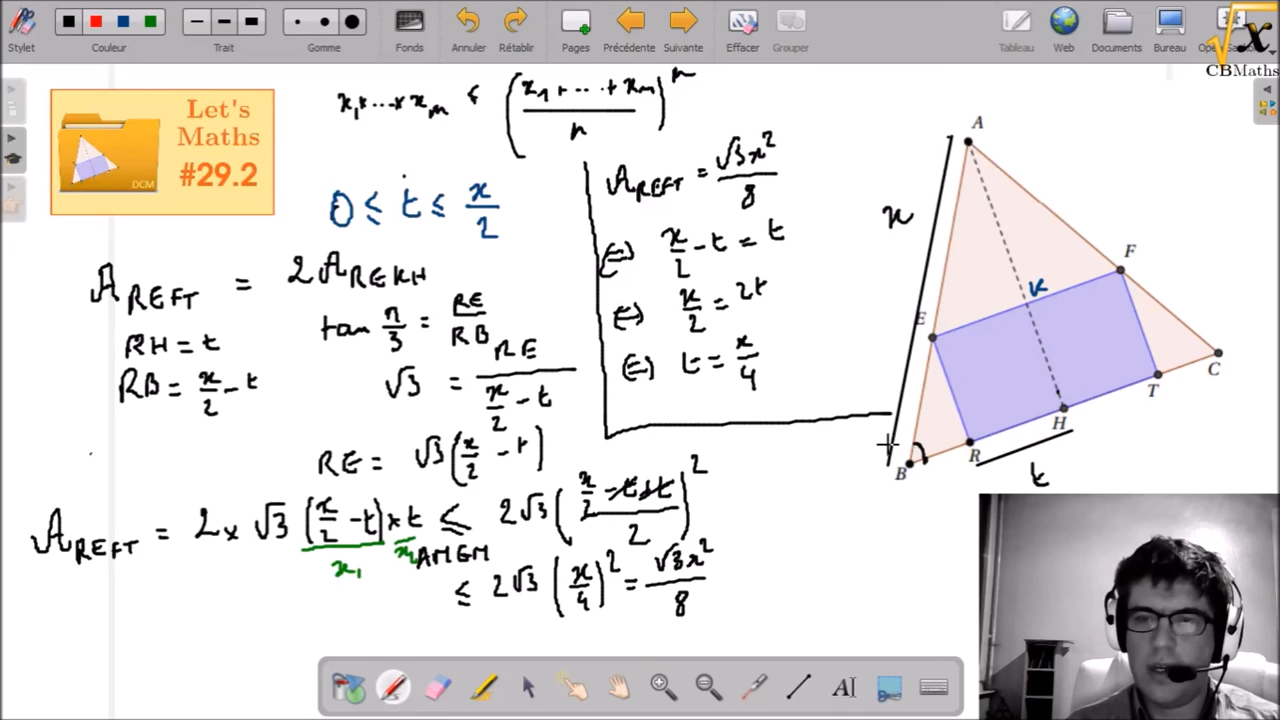 Stylet Couleur Trait Gomme Fonds Annuler Rétablir Pages Précédente Suivante Effacer Grouper Tableau Web Documents Bureau
√x
CBMaths
Let's
Maths
#29.2
DCM
x₁ × ... × xₙ ≤ ((x₁ + ... + xₙ)/n)ⁿ
0 ≤ t ≤ x/2
A_REFT = 2A_REKH
RH = t
RB = x/2 - t
tan π/3 = RE/RB
√3 = RE/(x/2 - t)
RE = √3(x/2 - t)
A_REFT = 2 × √3 (x/2 - t) × t ≤ 2√3 ((x/2 - t + t)/2)²
x₁ x₂ AMGM
≤ 2√3 (x/4)² = √3x²/8
A_REFT = √3x²/8
⇔ x/2 - t = t
⇔ x/2 = 2t
⇔ t = x/4
A
x
F
K
E
C
T
H
R
B
t